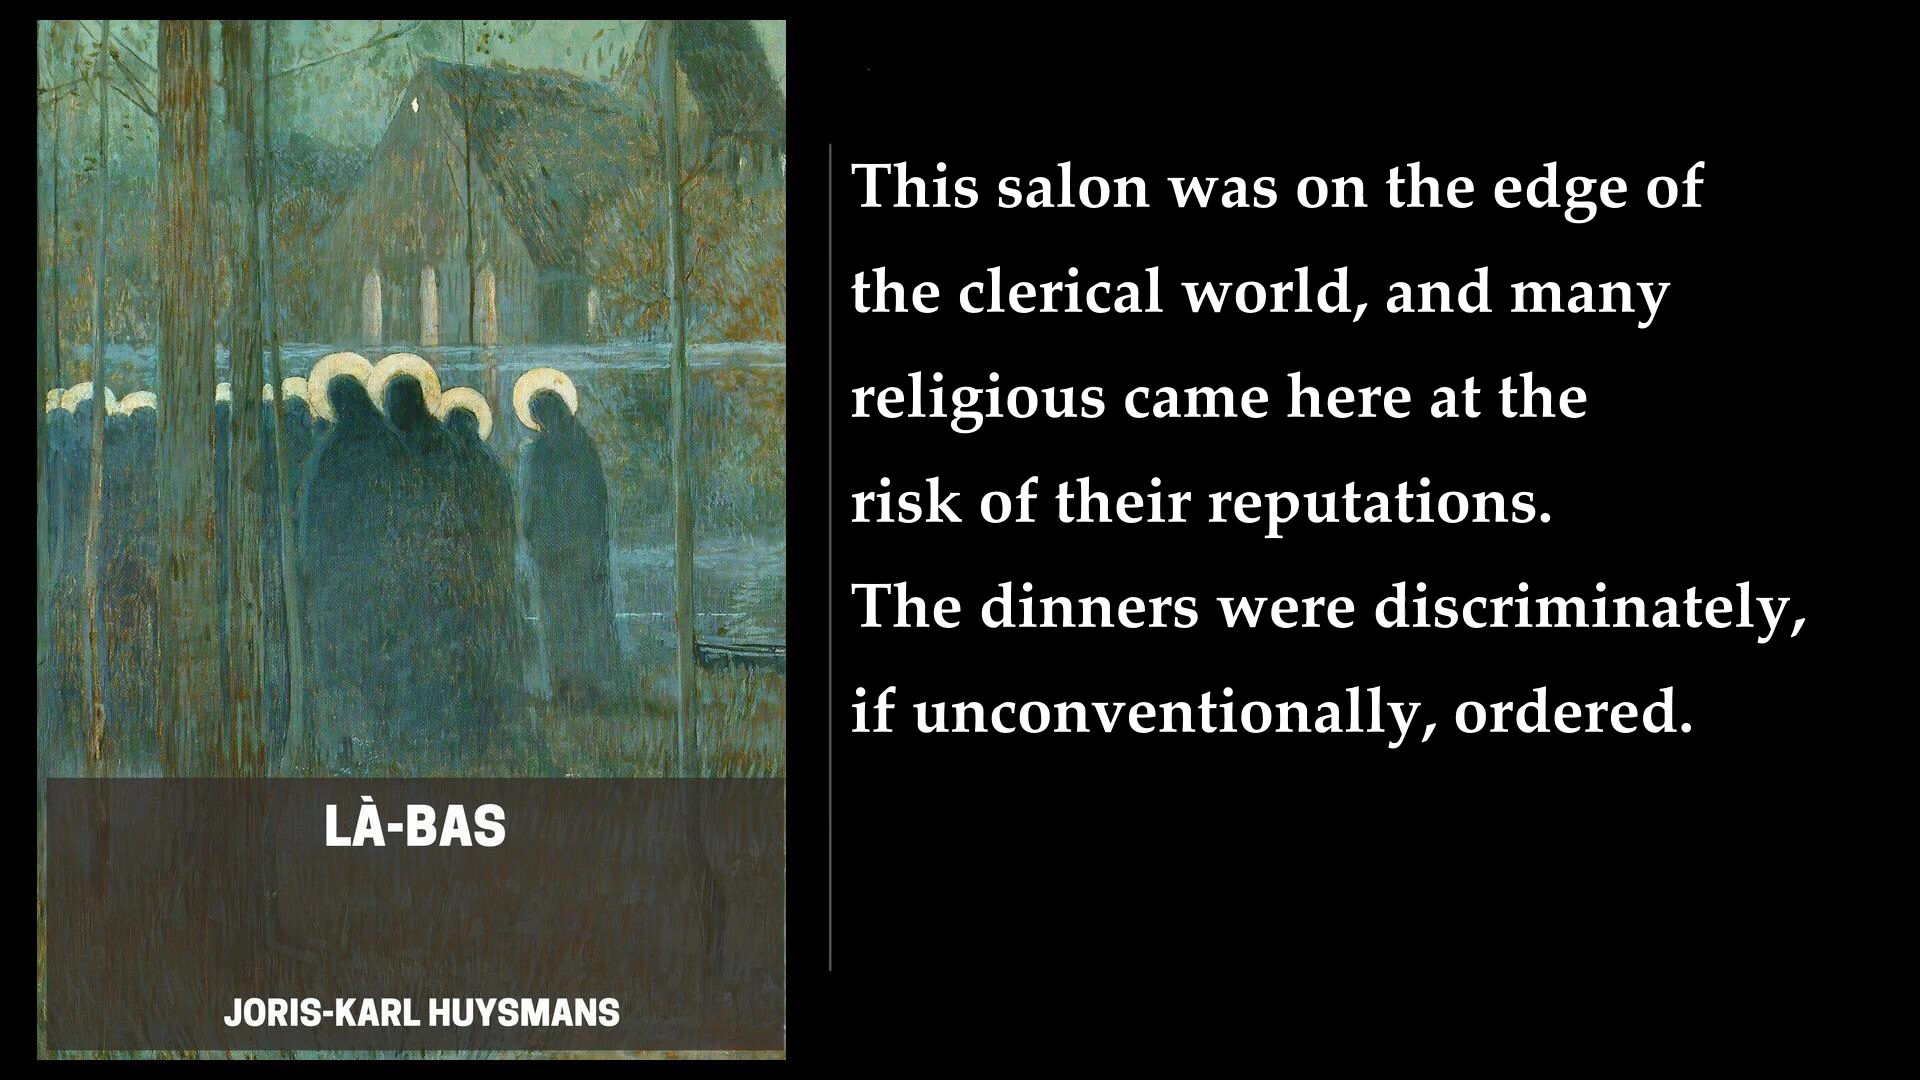 This salon was on the edge of
the clerical world, and many
religious came here at the
risk of their reputations.
The dinners were discriminately,
if unconventionally, ordered.
LÀ-BAS
JORIS-KARL HUYSMANS